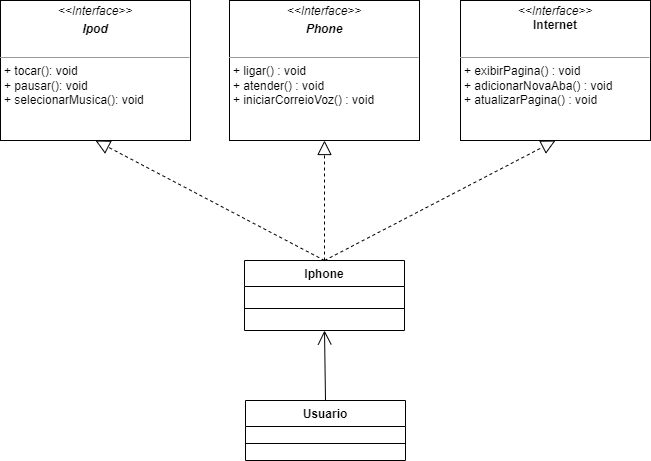 <<Interface>>
Ipod
+ tocar(): void
+ pausar(): void
+ selecionarMusica(): void
<<Interface>>
Phone
+ ligar() : void
+ atender() : void
+ iniciarCorreioVoz() : void
<<Interface>>
Internet
+ exibirPagina() : void
+ adicionarNovaAba() : void
+ atualizarPagina() : void
Iphone
Usuario